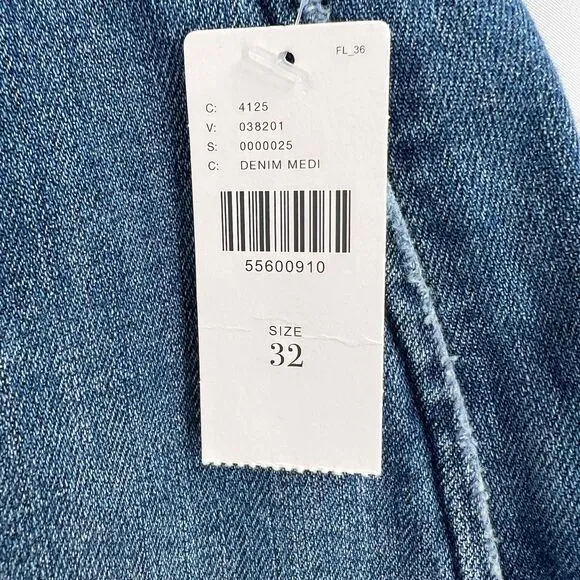 FL_36
C: 4125
V: 038201
S: 0000025
C: DENIM MEDI
55600910
SIZE
32